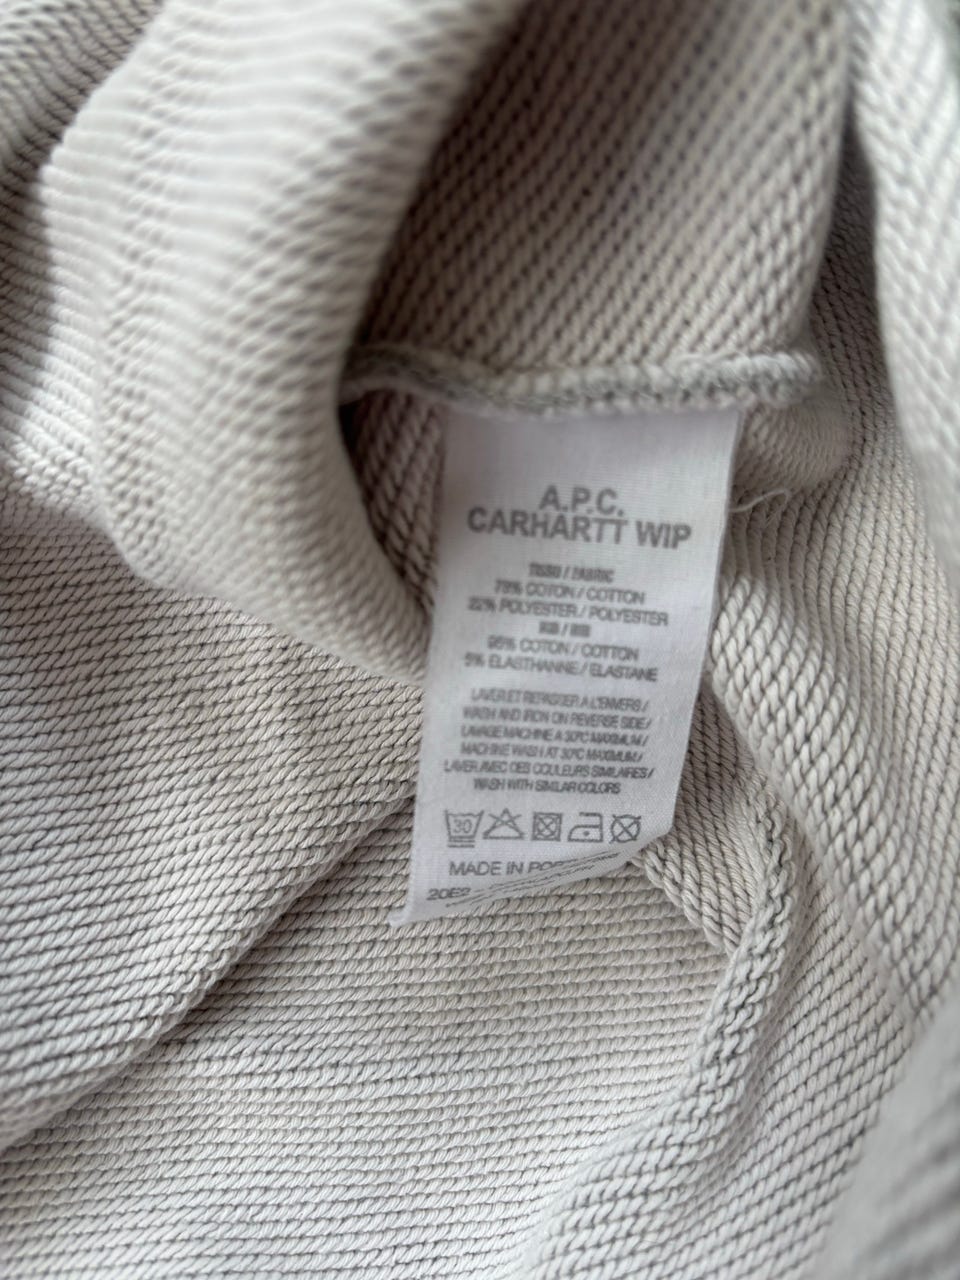 A.P.C.
CARHARTT WIP
TISSU / FABRIC
78% COTON / COTTON
22% POLYESTER / POLYESTER
RIB / RIB
95% COTON / COTTON
5% ELASTHANNE / ELASTANE
LAVER ET REPASSER A L'ENVERS /
WASH AND IRON ON REVERSE SIDE /
LAVAGE MACHINE A 30°C MAXIMUM /
MACHINE WASH AT 30°C MAXIMUM /
LAVER AVEC DES COULEURS SIMILAIRES /
WASH WITH SIMILAR COLORS
30
MADE IN